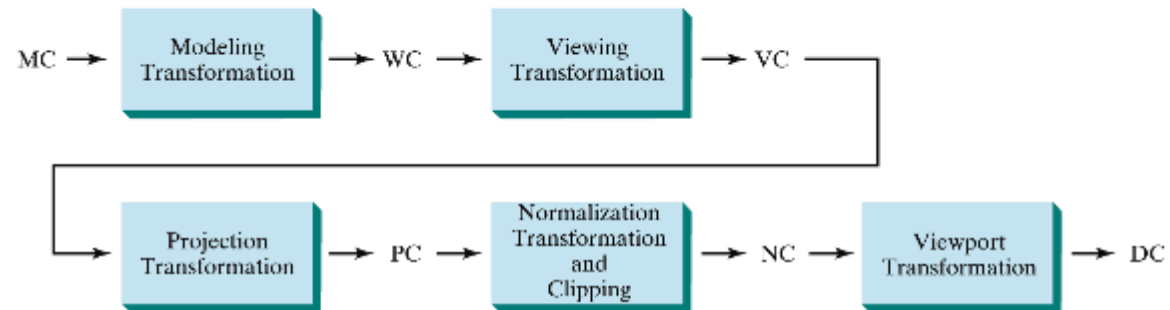 MC
Modeling
Transformation
WC
Viewing
Transformation
VC
Projection
Transformation
PC
Normalization
Transformation
and
Clipping
NC
Viewport
Transformation
DC